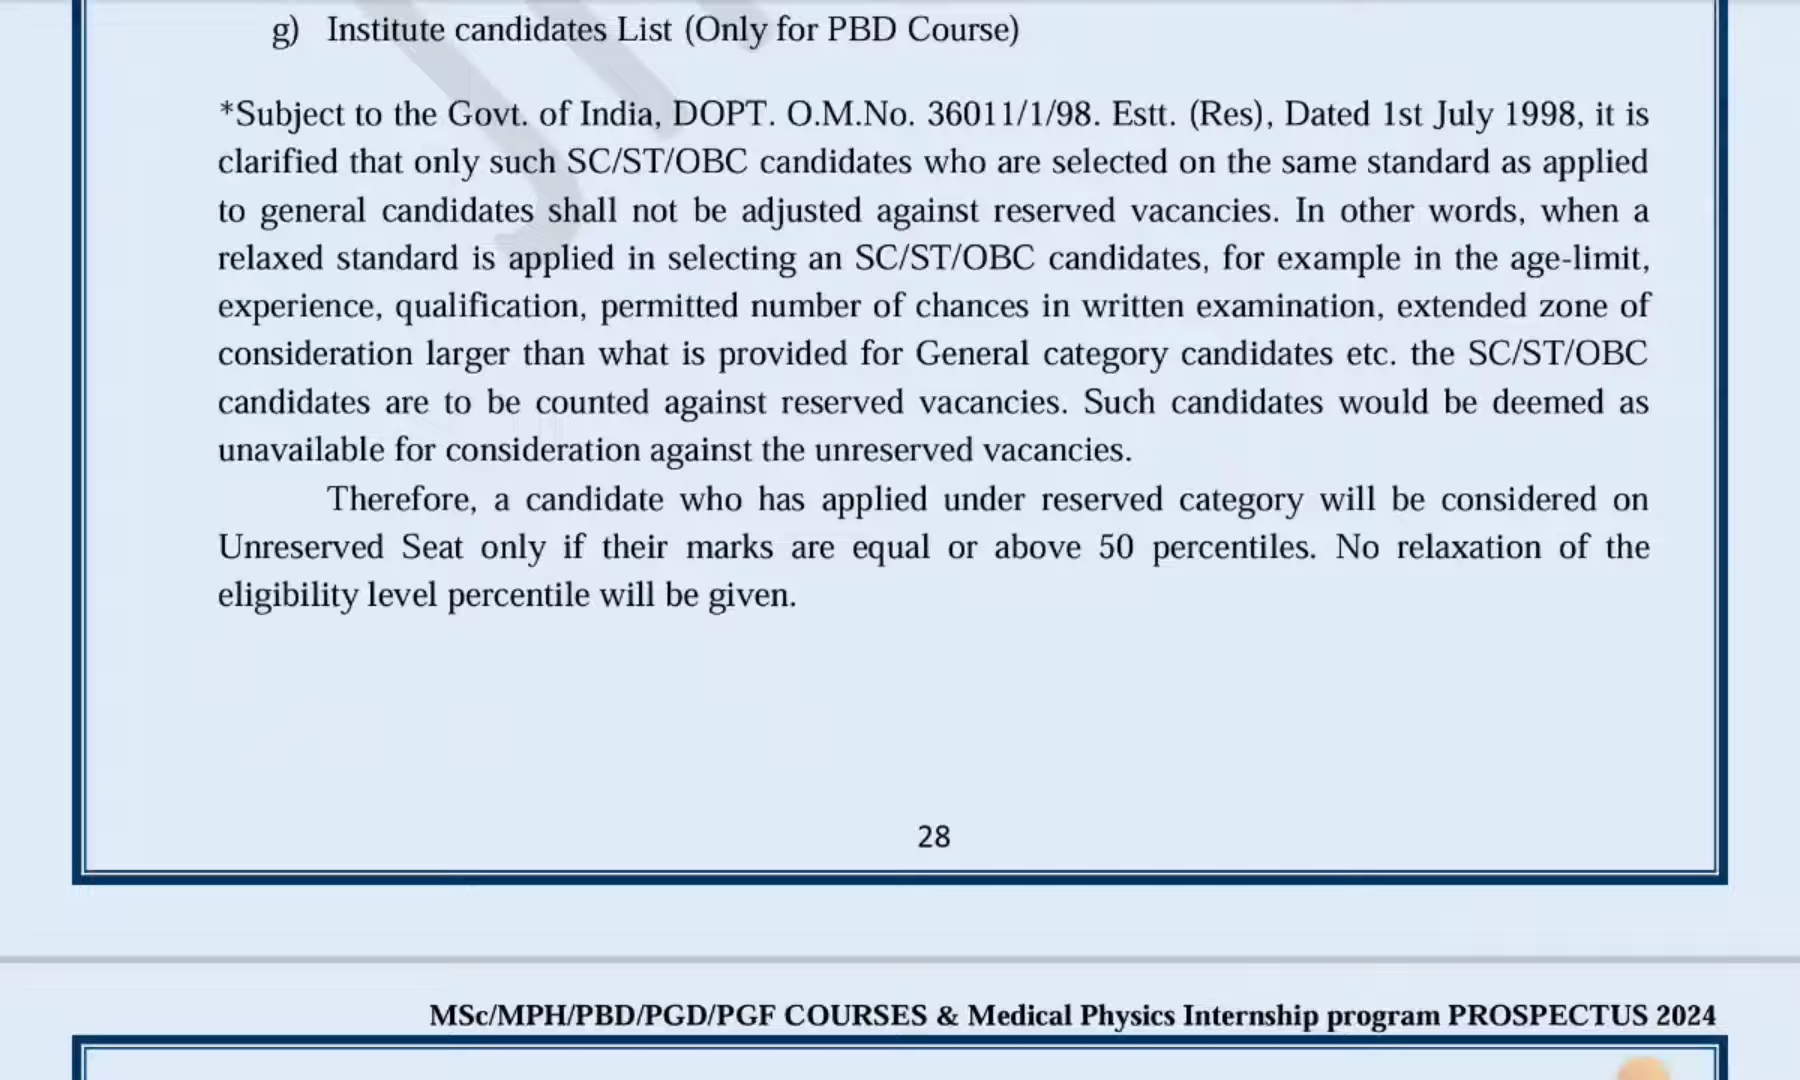 g) Institute candidates List (Only for PBD Course)
*Subject to the Govt. of India, DOPT. O.M.No. 36011/1/98. Estt. (Res), Dated 1st July 1998, it is
clarified that only such SC/ST/OBC candidates who are selected on the same standard as applied
to general candidates shall not be adjusted against reserved vacancies. In other words, when a
relaxed standard is applied in selecting an SC/ST/OBC candidates, for example in the age-limit,
experience, qualification, permitted number of chances in written examination, extended zone of
consideration larger than what is provided for General category candidates etc. the SC/ST/OBC
candidates are to be counted against reserved vacancies. Such candidates would be deemed as
unavailable for consideration against the unreserved vacancies.
Therefore, a candidate who has applied under reserved category will be considered on
Unreserved Seat only if their marks are equal or above 50 percentiles. No relaxation of the
eligibility level percentile will be given.
28
MSc/MPH/PBD/PGD/PGF COURSES & Medical Physics Internship program PROSPECTUS 2024